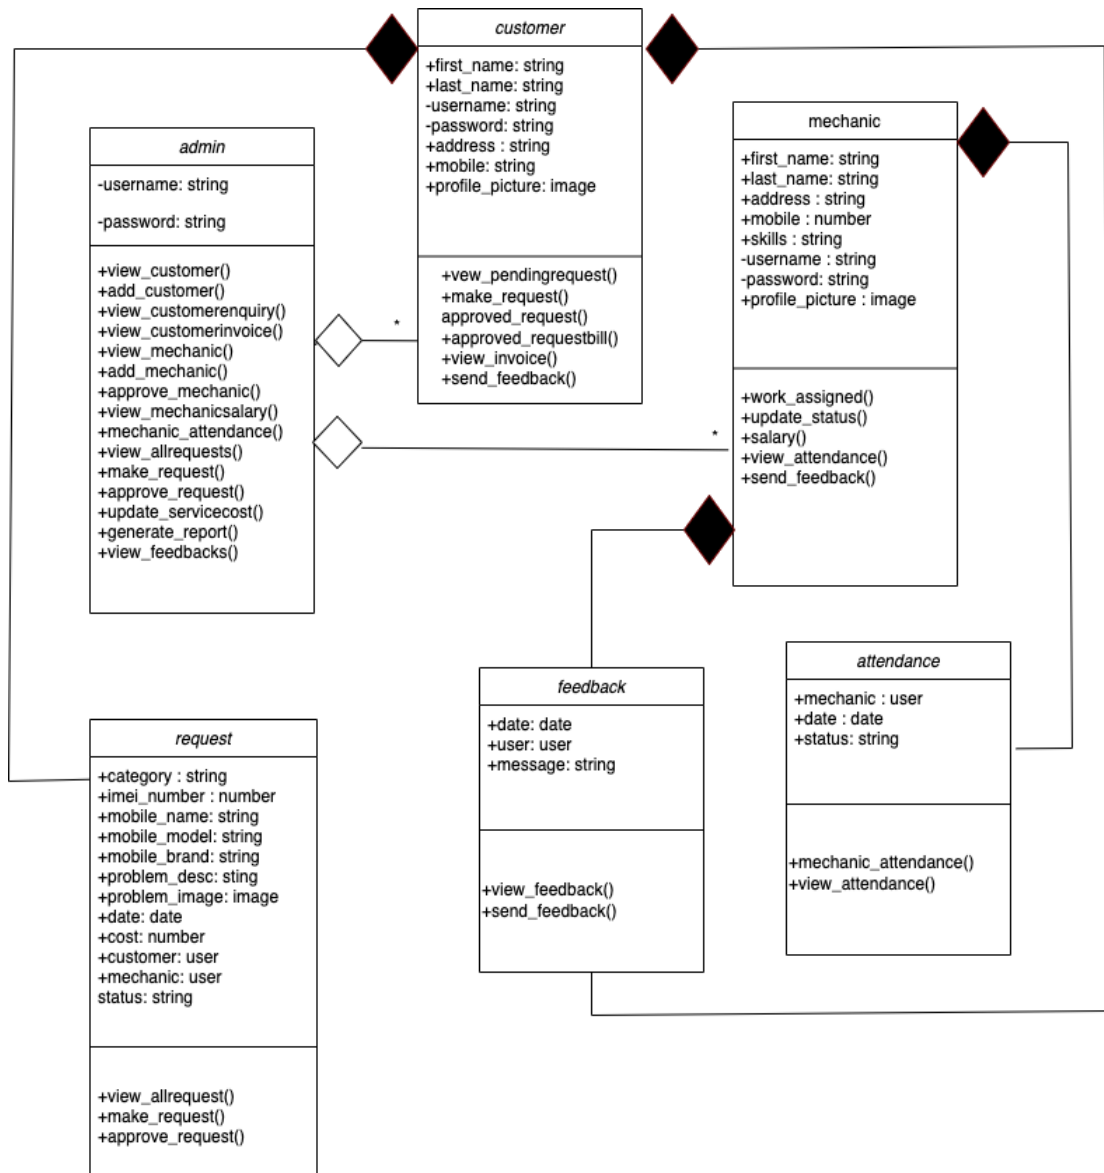 customer
+first_name: string
+last_name: string
-username: string
-password: string
+address : string
+mobile: string
+profile_picture: image
+vew_pendingrequest()
+make_request()
approved_request()
+approved_requestbill()
+view_invoice()
+send_feedback()
admin
-username: string
-password: string
+view_customer()
+add_customer()
+view_customerenquiry()
+view_customerinvoice()
+view_mechanic()
+add_mechanic()
+approve_mechanic()
+view_mechanicsalary()
+mechanic_attendance()
+view_allrequests()
+make_request()
+approve_request()
+update_servicecost()
+generate_report()
+view_feedbacks()
*
*
mechanic
+first_name: string
+last_name: string
+address : string
+mobile : number
+skills : string
-username : string
-password: string
+profile_picture : image
+work_assigned()
+update_status()
+salary()
+view_attendance()
+send_feedback()
feedback
+date: date
+user: user
+message: string
+view_feedback()
+send_feedback()
attendance
+mechanic : user
+date : date
+status: string
+mechanic_attendance()
+view_attendance()
request
+category : string
+imei_number : number
+mobile_name: string
+mobile_model: string
+mobile_brand: string
+problem_desc: sting
+problem_image: image
+date: date
+cost: number
+customer: user
+mechanic: user
status: string
+view_allrequest()
+make_request()
+approve_request()